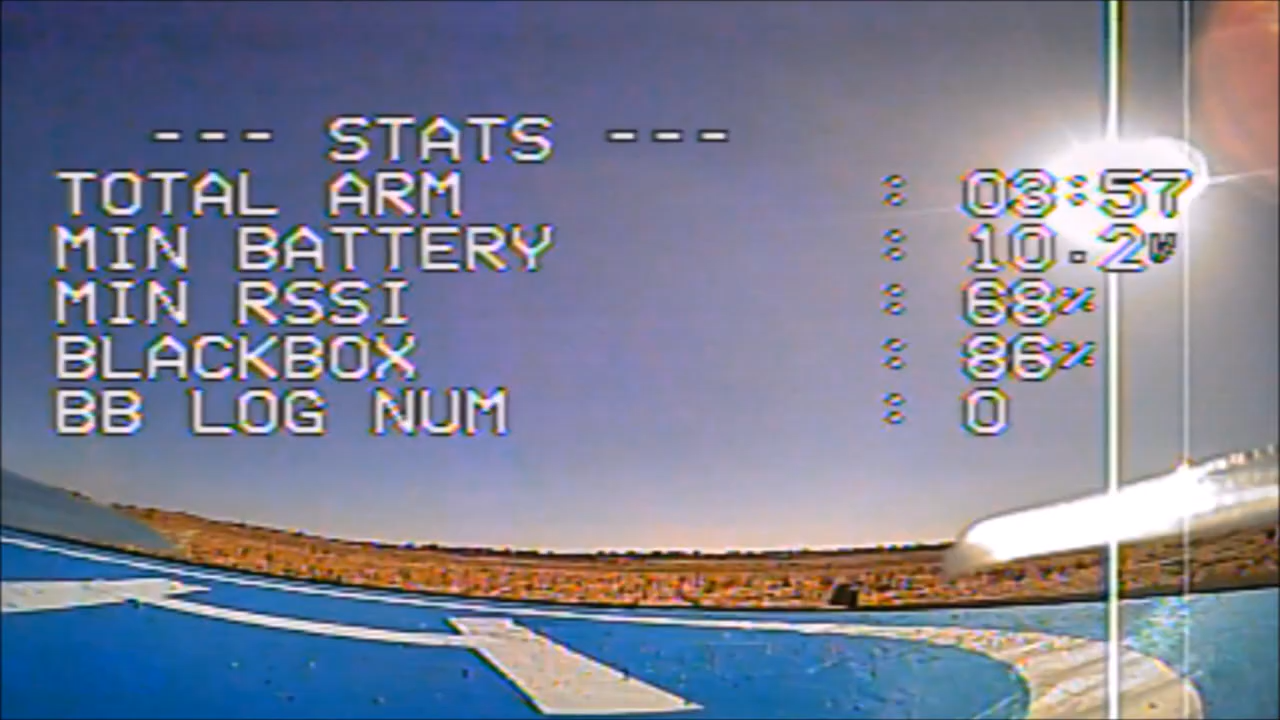 --- STATS ---
TOTAL ARM : 03:57
MIN BATTERY : 10.2V
MIN RSSI : 68%
BLACKBOX : 86%
BB LOG NUM : 0